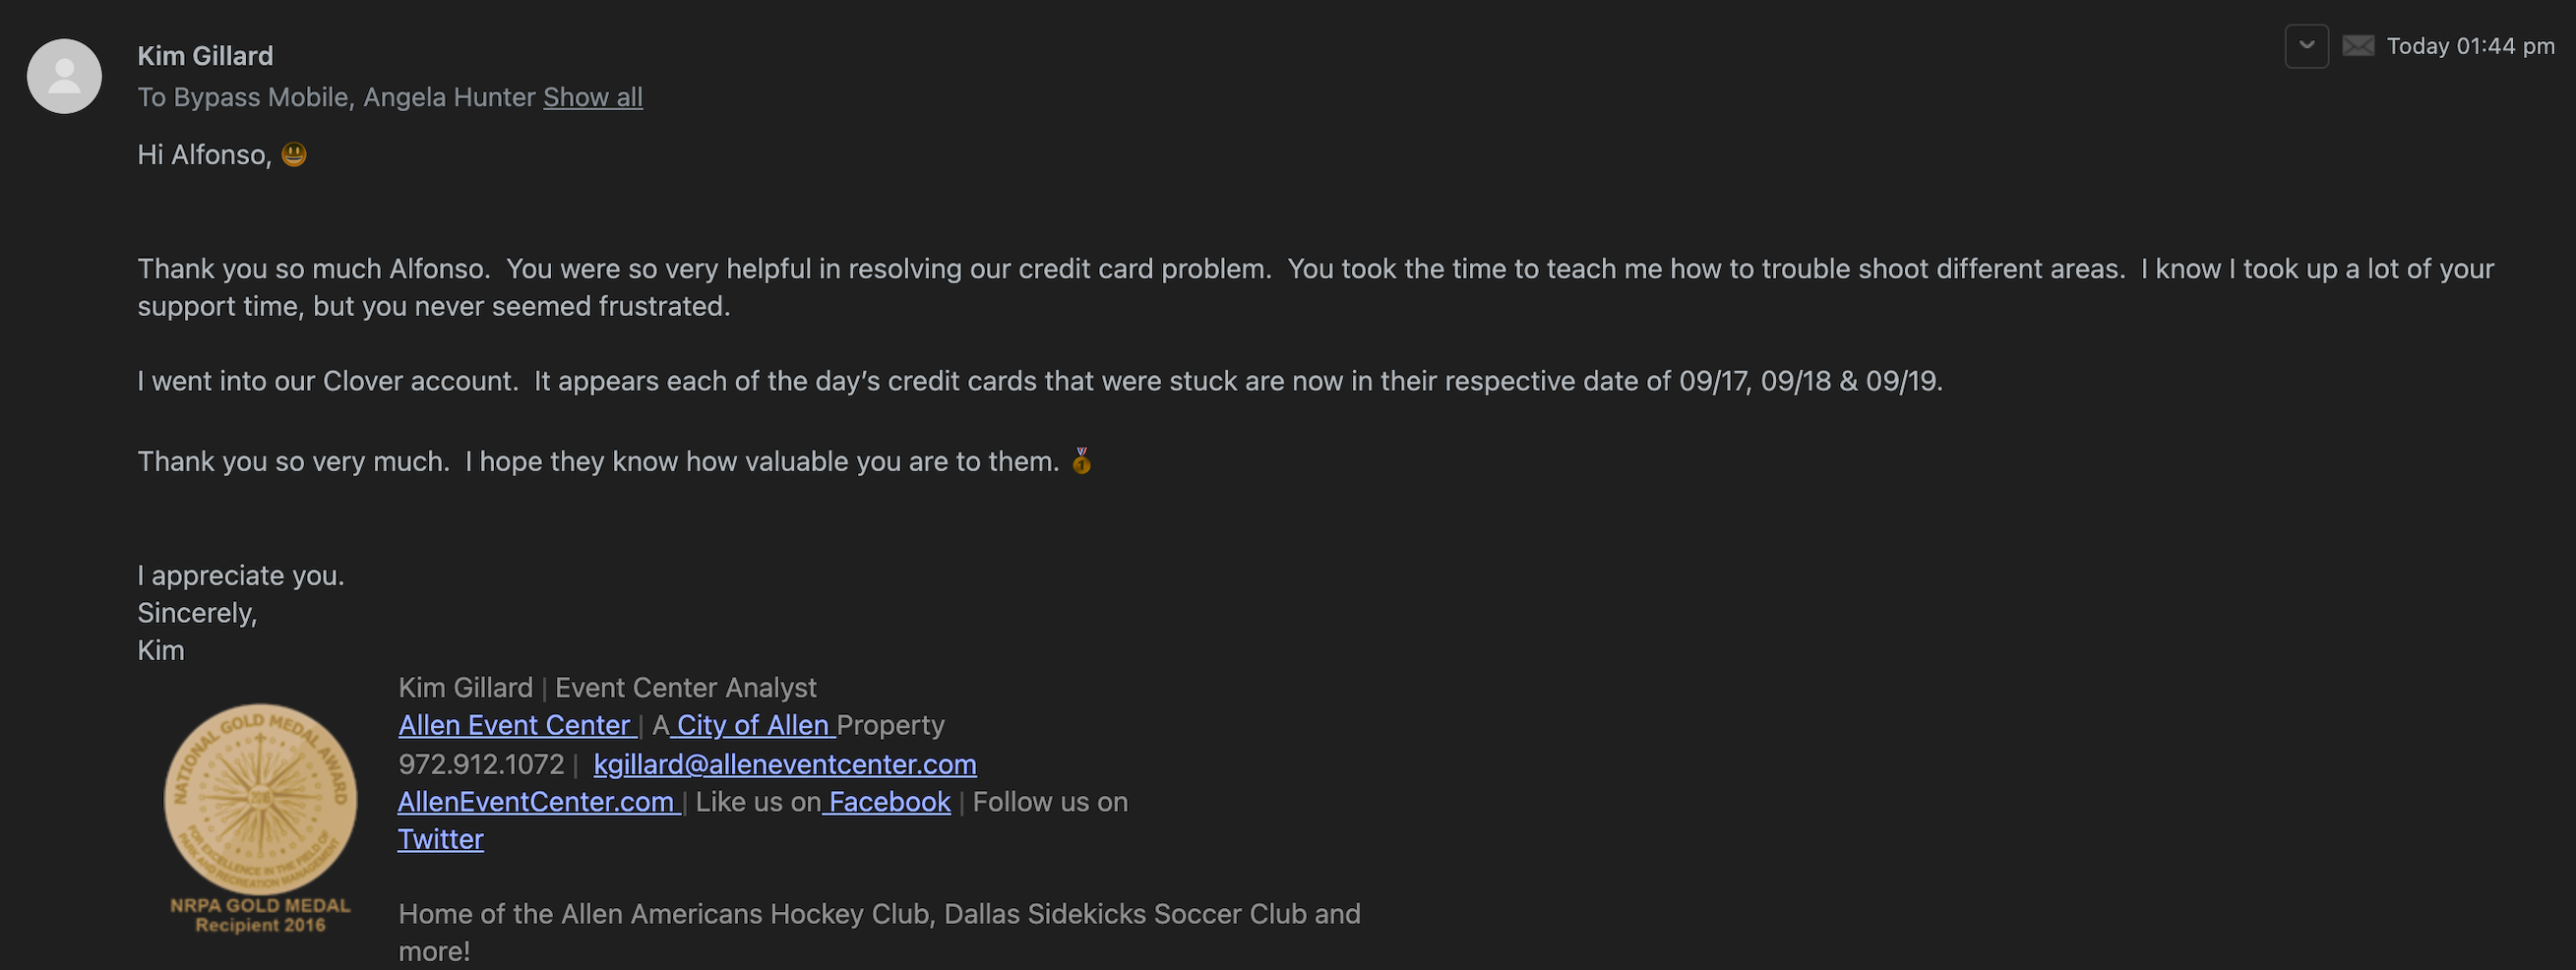 Kim Gillard
Today 01:44 pm
To Bypass Mobile, Angela Hunter Show all
Hi Alfonso, 😃
Thank you so much Alfonso.  You were so very helpful in resolving our credit card problem.  You took the time to teach me how to trouble shoot different areas.  I know I took up a lot of your
support time, but you never seemed frustrated.
I went into our Clover account.  It appears each of the day’s credit cards that were stuck are now in their respective date of 09/17, 09/18 & 09/19.
Thank you so very much.  I hope they know how valuable you are to them. 🥇
I appreciate you.
Sincerely,
Kim
Kim Gillard | Event Center Analyst
Allen Event Center | A City of Allen Property
972.912.1072 |  kgillard@alleneventcenter.com
AllenEventCenter.com | Like us on Facebook | Follow us on
Twitter
NATIONAL GOLD MEDAL AWARD
FOR EXCELLENCE IN THE FIELD OF
PARK AND RECREATION MANAGEMENT
NRPA GOLD MEDAL
Recipient 2016
Home of the Allen Americans Hockey Club, Dallas Sidekicks Soccer Club and
more!